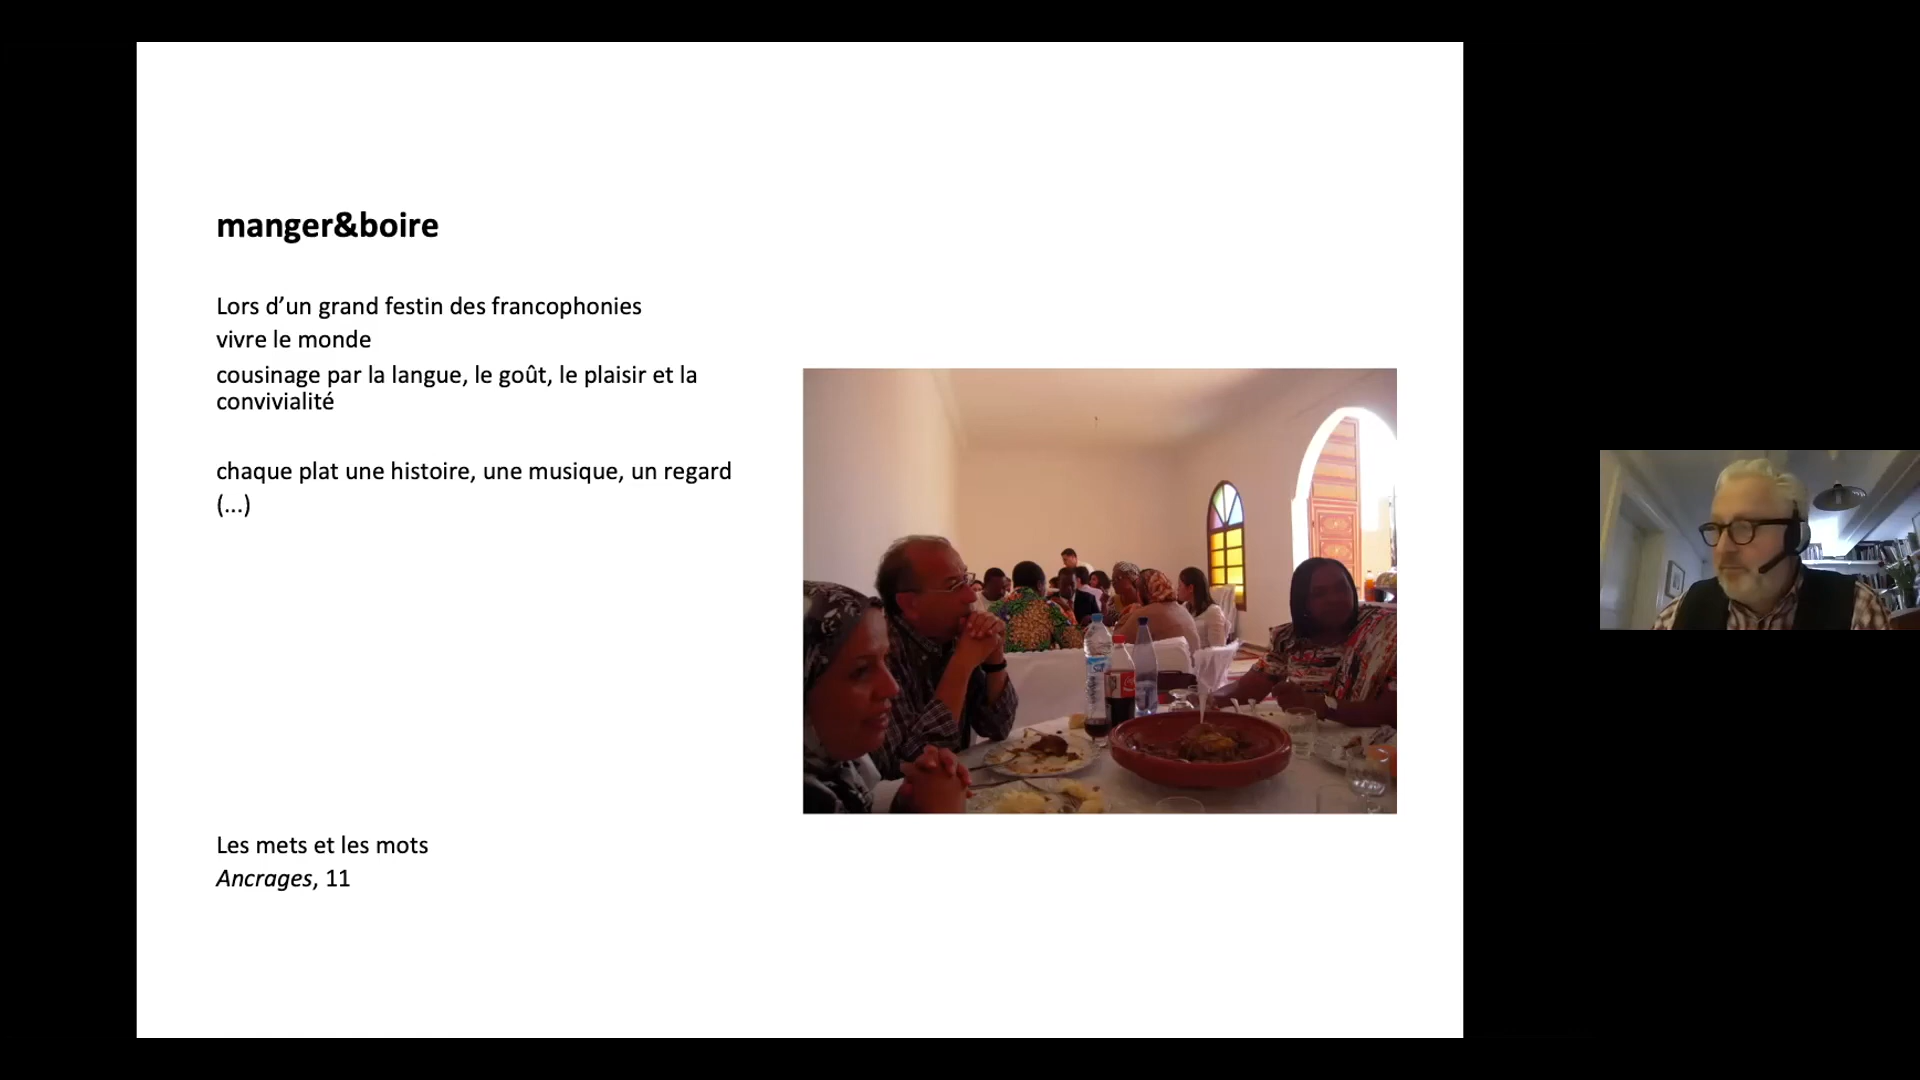 manger&boire
Lors d’un grand festin des francophonies
vivre le monde
cousinage par la langue, le goût, le plaisir et la
convivialité
chaque plat une histoire, une musique, un regard
(...)
Les mets et les mots
Ancrages, 11